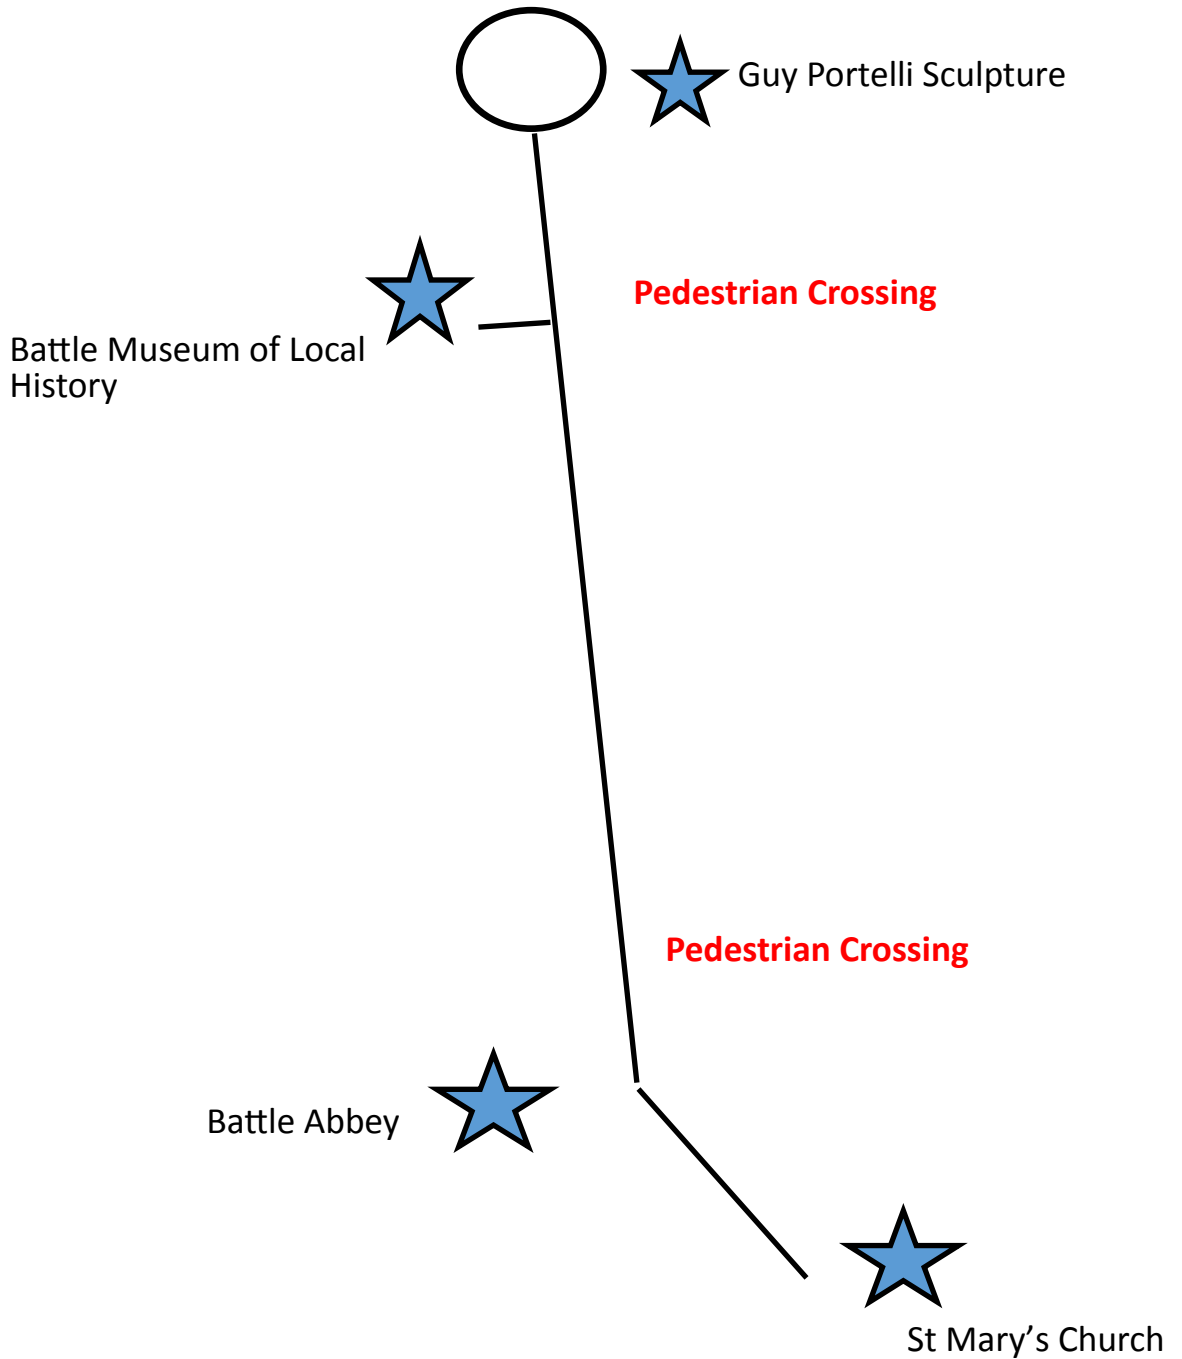 Guy Portelli Sculpture
Pedestrian Crossing
Battle Museum of Local
History
Pedestrian Crossing
Battle Abbey
St Mary’s Church